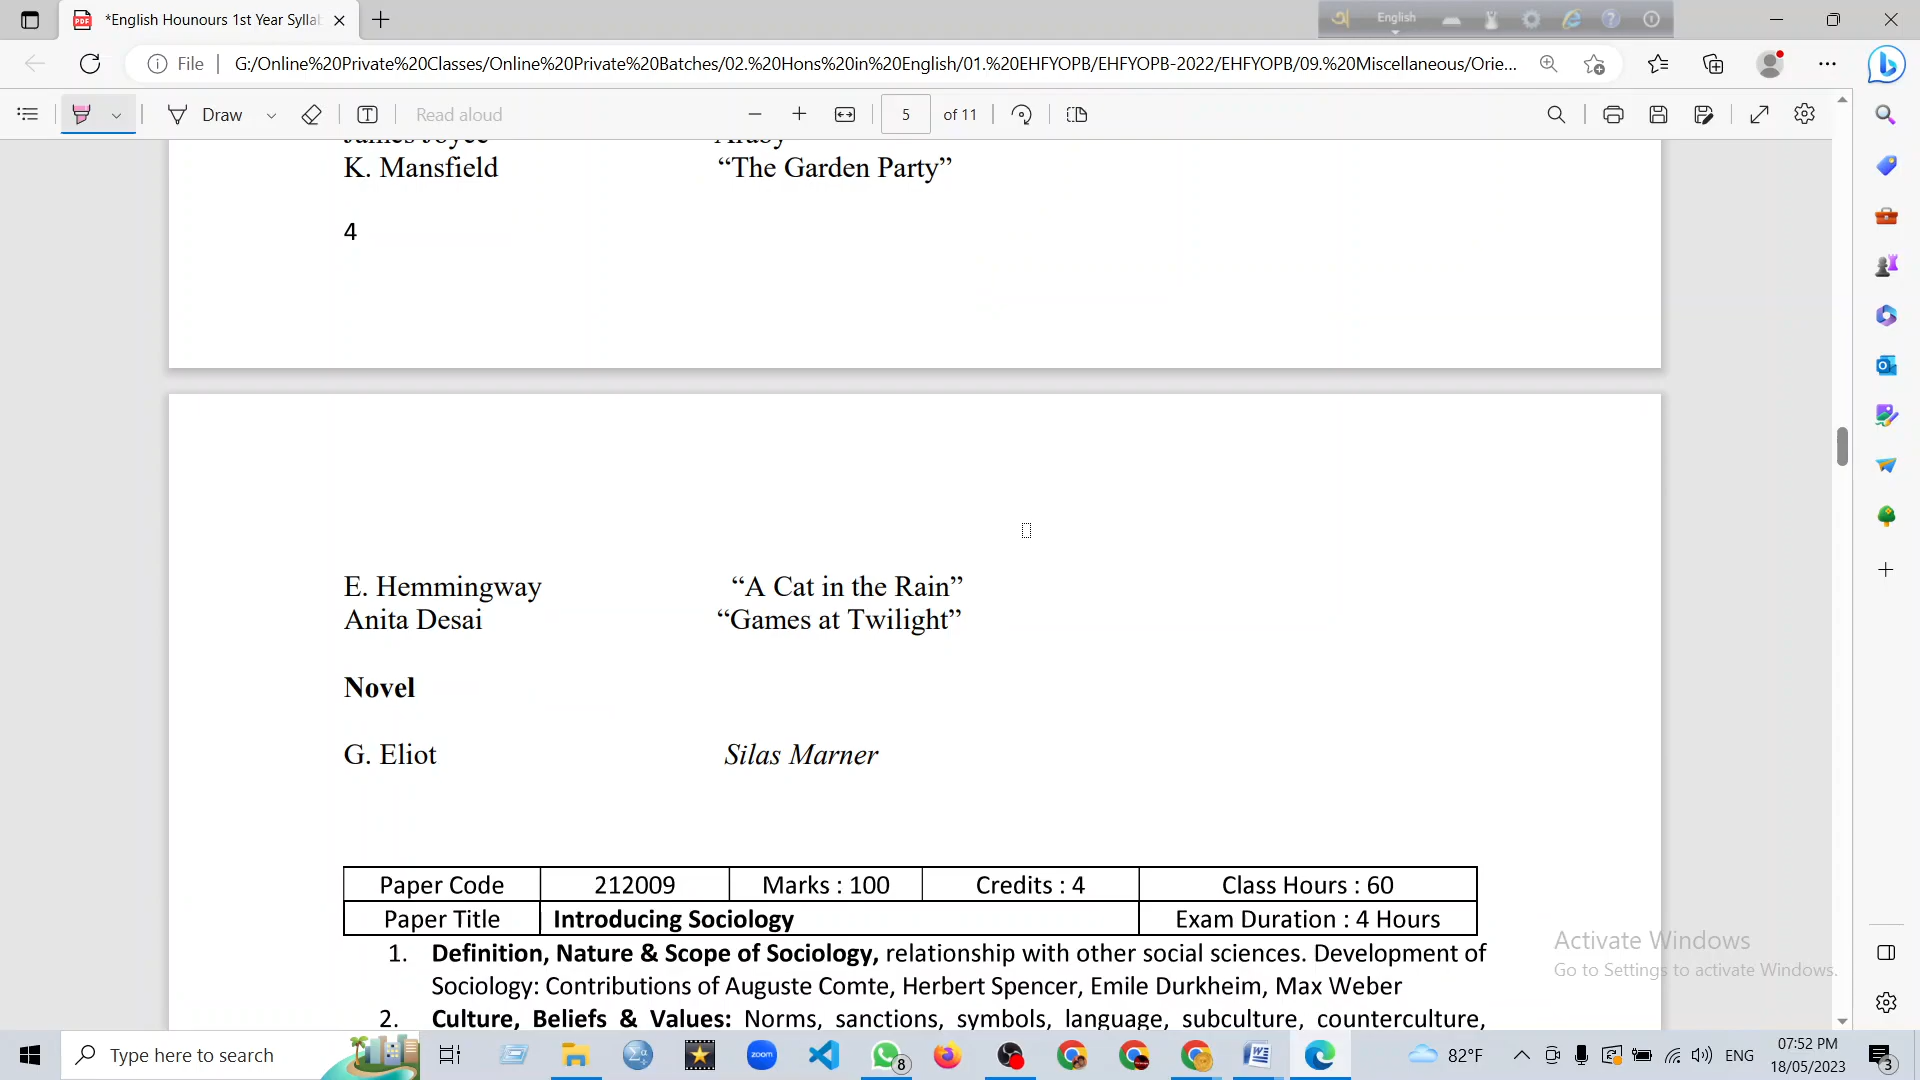 *English Hounours 1st Year Sylla
English
File
G:/Online%20Private%20Classes/Online%20Private%20Batches/02.%20Hons%20in%20English/01.%20EHFYOPB/EHFYOPB-2022/EHFYOPB/09.%20Miscellaneous/Orie...
Draw
Read aloud
5 of 11
James Joyce
K. Mansfield “The Garden Party”
4
E. Hemmingway “A Cat in the Rain”
Anita Desai “Games at Twilight”
Novel
G. Eliot Silas Marner
Paper Code 212009 Marks : 100 Credits : 4 Class Hours : 60
Paper Title Introducing Sociology Exam Duration : 4 Hours
1. Definition, Nature & Scope of Sociology, relationship with other social sciences. Development of
Sociology: Contributions of Auguste Comte, Herbert Spencer, Emile Durkheim, Max Weber
2. Culture, Beliefs & Values: Norms, sanctions, symbols, language, subculture, counterculture,
Activate Windows
Go to Settings to activate Windows.
Type here to search
zoom
8
82°F
ENG
07:52 PM
18/05/2023
3